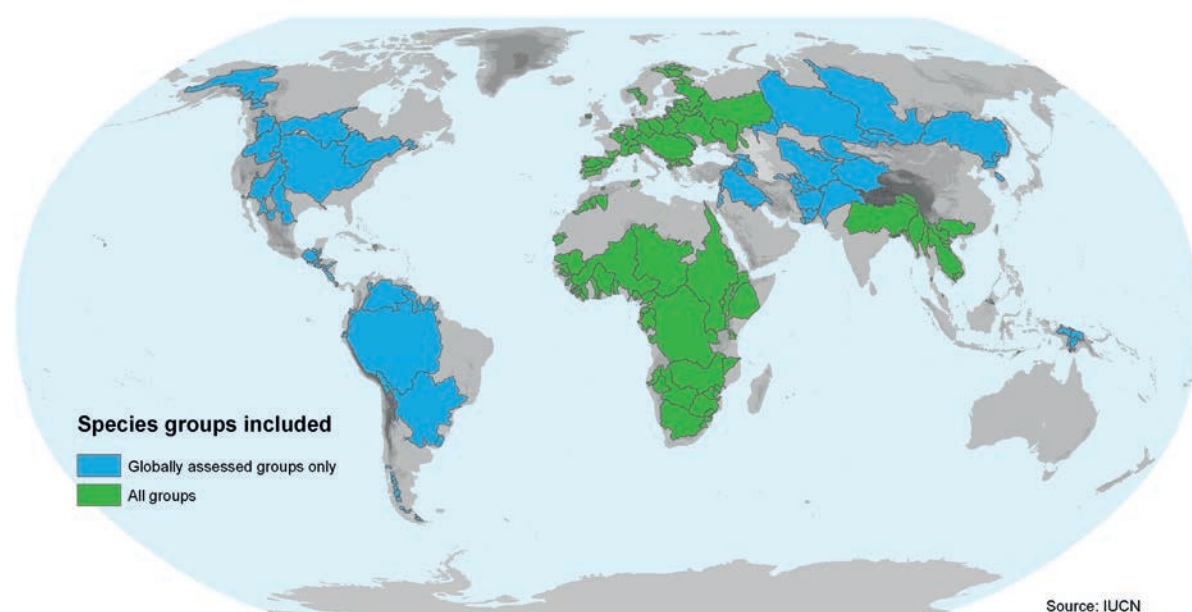 Species groups included
Globally assessed groups only
All groups
Source: IUCN